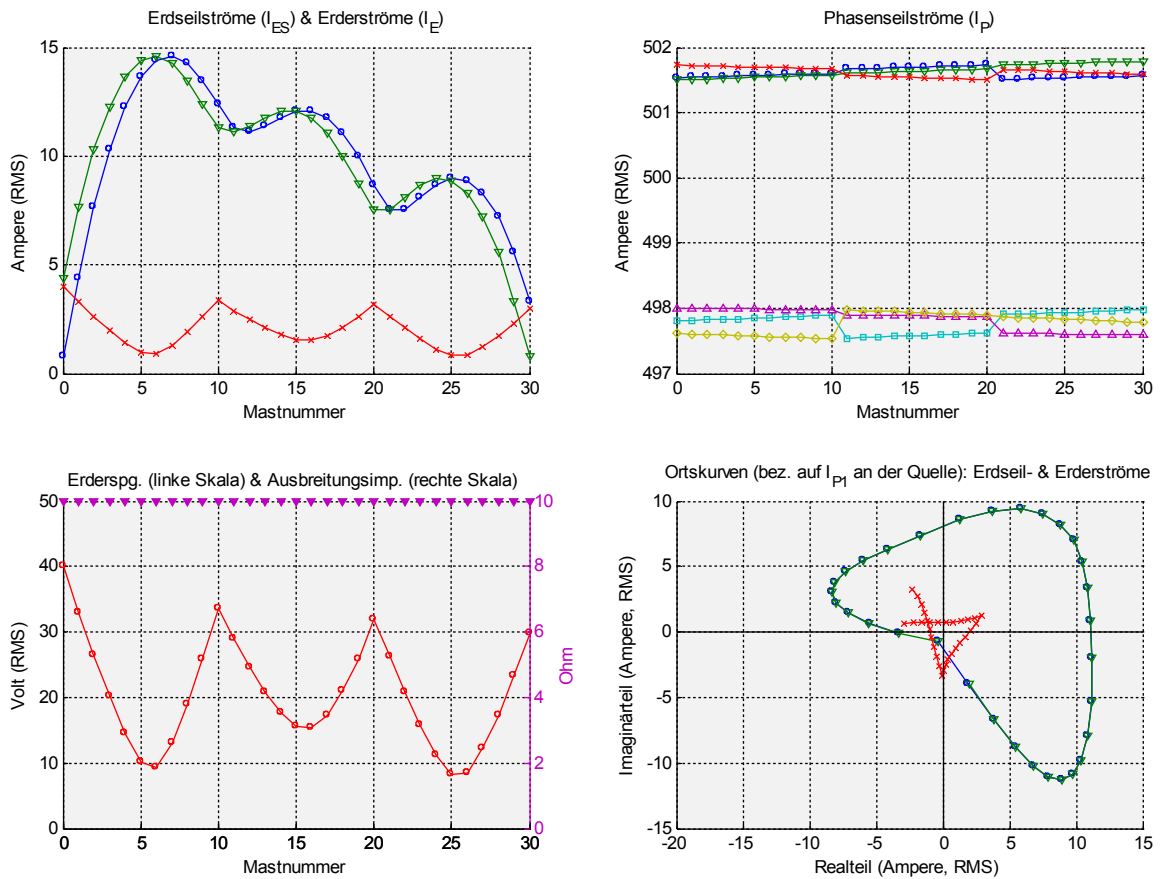 Erdseilströme (I_ES) & Erderströme (I_E)
15
10
5
0
Ampere (RMS)
0 5 10 15 20 25 30
Mastnummer
Phasenseilströme (I_P)
502
501
500
499
498
497
Ampere (RMS)
0 5 10 15 20 25 30
Mastnummer
Erderspg. (linke Skala) & Ausbreitungsimp. (rechte Skala)
50
40
30
20
10
0
Volt (RMS)
10
8
6
4
2
0
Ohm
0 5 10 15 20 25 30
Mastnummer
Ortskurven (bez. auf I_P1 an der Quelle): Erdseil- & Erderströme
10
5
0
-5
-10
-15
Imaginärteil (Ampere, RMS)
-20 -15 -10 -5 0 5 10 15
Realteil (Ampere, RMS)